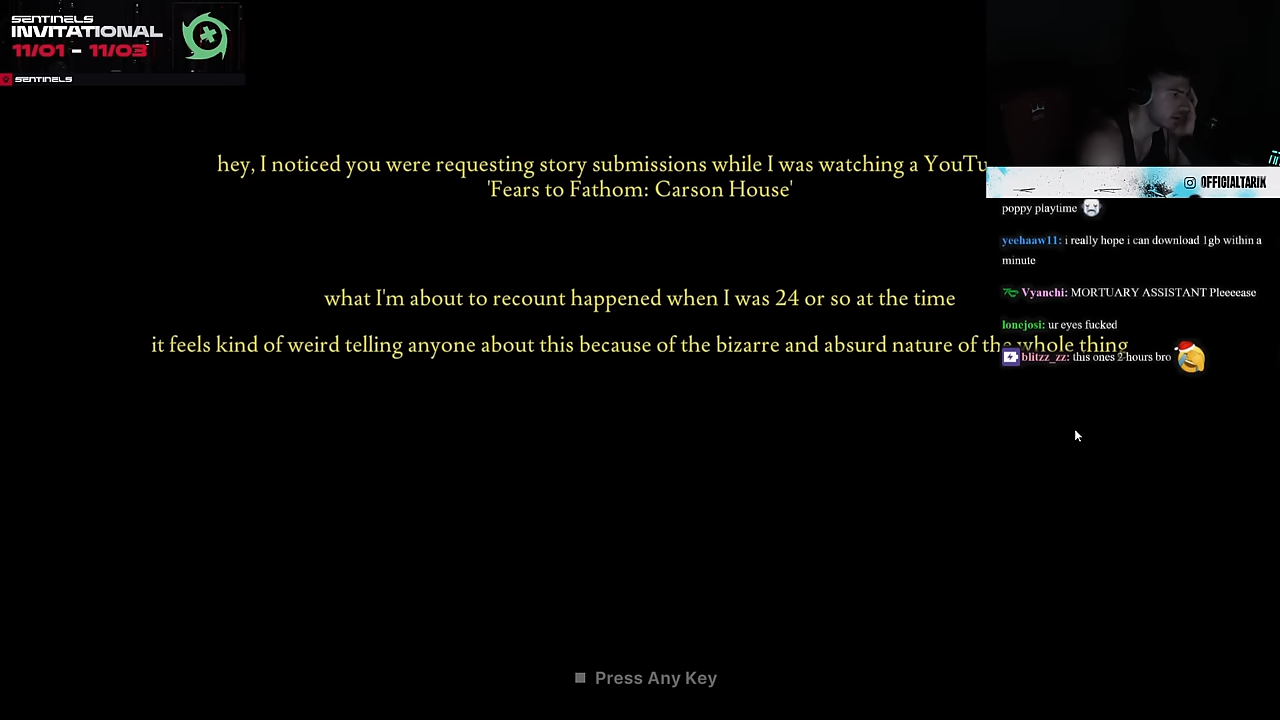 SENTINELS
INVITATIONAL
11/01 - 11/03
SENTINELS
hey, I noticed you were requesting story submissions while I was watching a YouTu
'Fears to Fathom: Carson House'
what I'm about to recount happened when I was 24 or so at the time
it feels kind of weird telling anyone about this because of the bizarre and absurd nature of the whole thing
Press Any Key
OFFICIALTARIK
poppy playtime
yeehaaw11: i really hope i can download 1gb within a
minute
Vyanchi: MORTUARY ASSISTANT Pleeeease
lonejosi: ur eyes fucked
blitzz_zz: this ones 2 hours bro